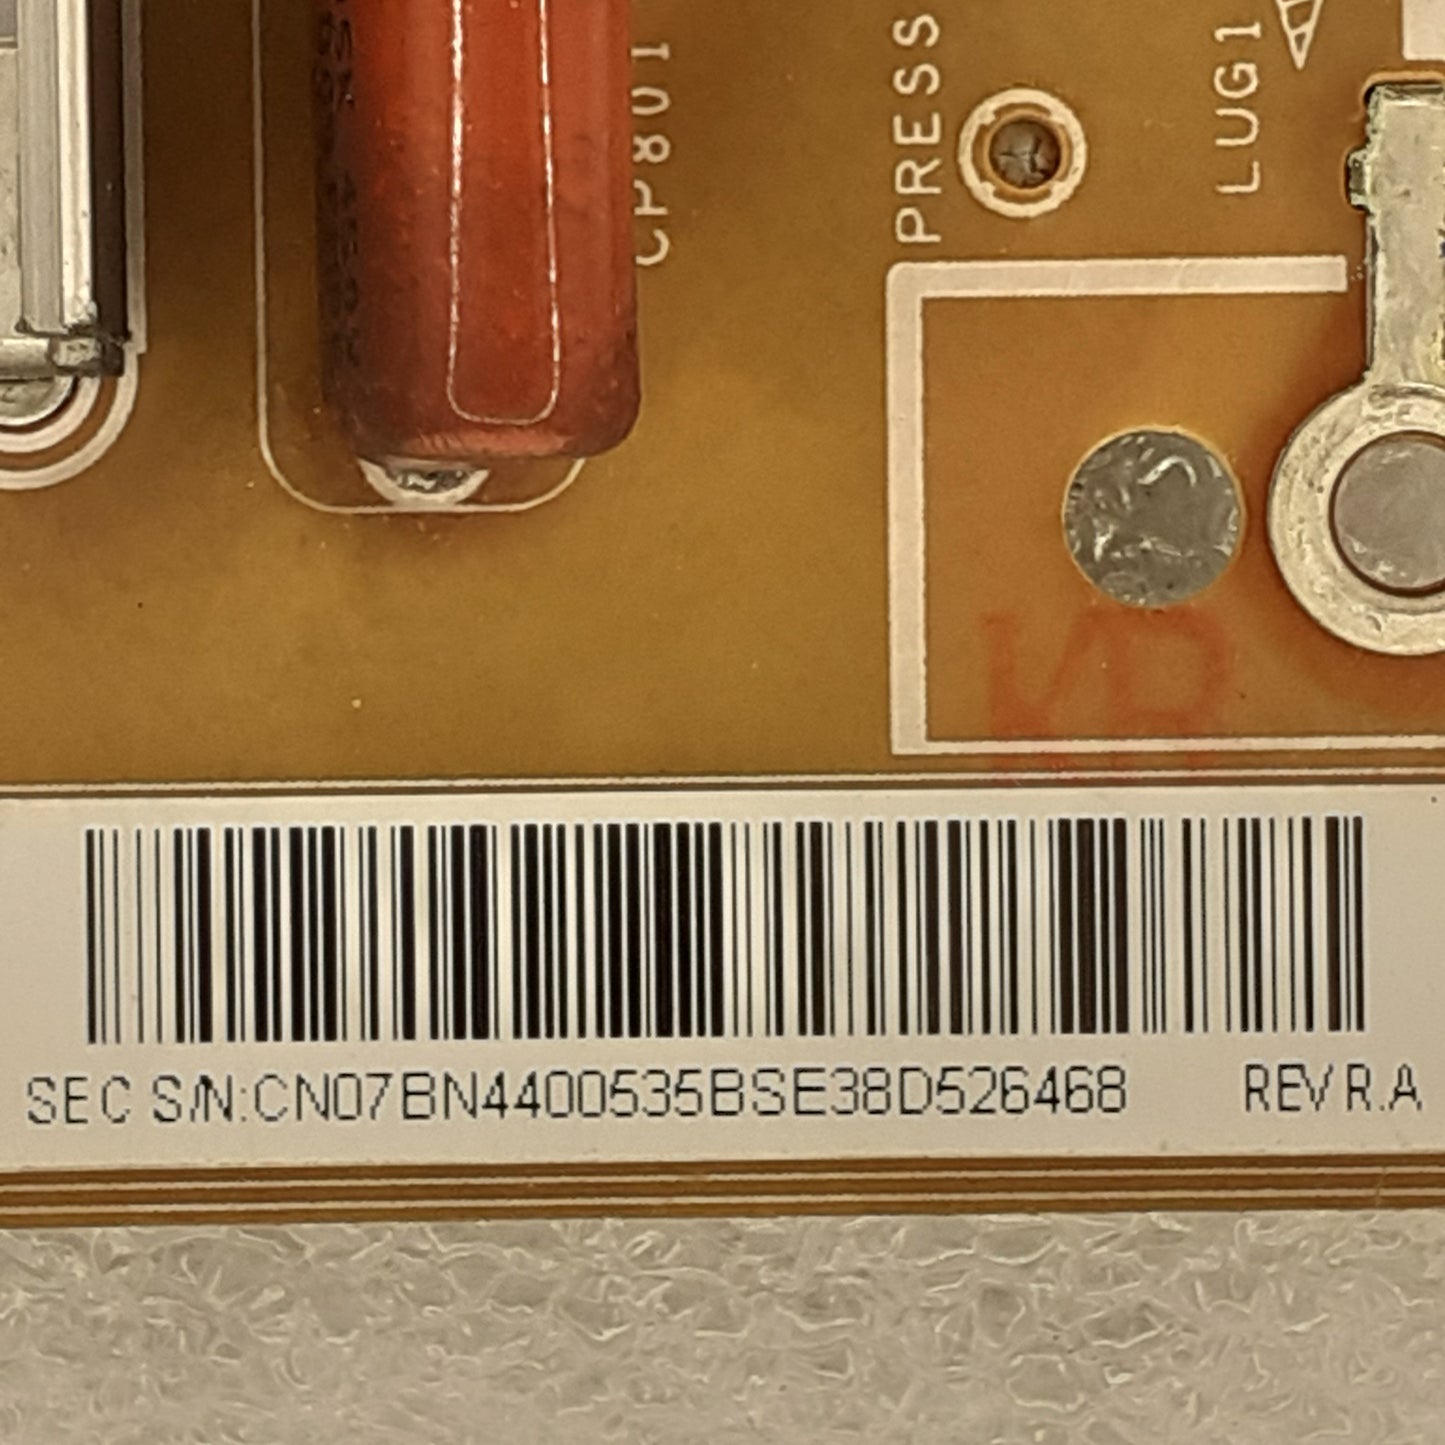 CP801
PRESS
LUG1
SEC S/N:CN07BN4400535BSE38D526468 REV R.A